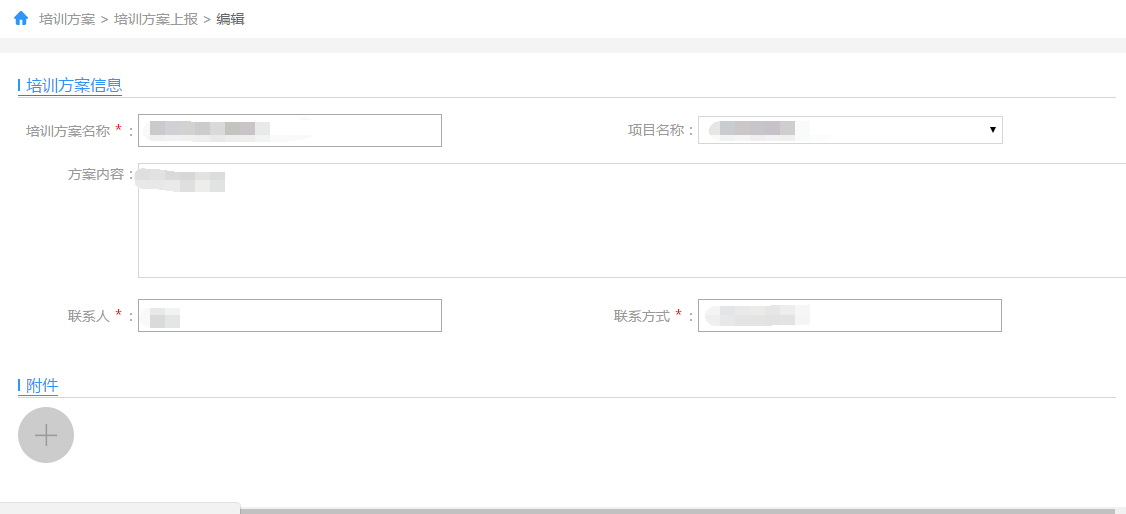 培训方案 > 培训方案上报 > 编辑
培训方案信息
培训方案名称 * : 项目名称 :
方案内容 :
联系人 * : 联系方式 * :
附件